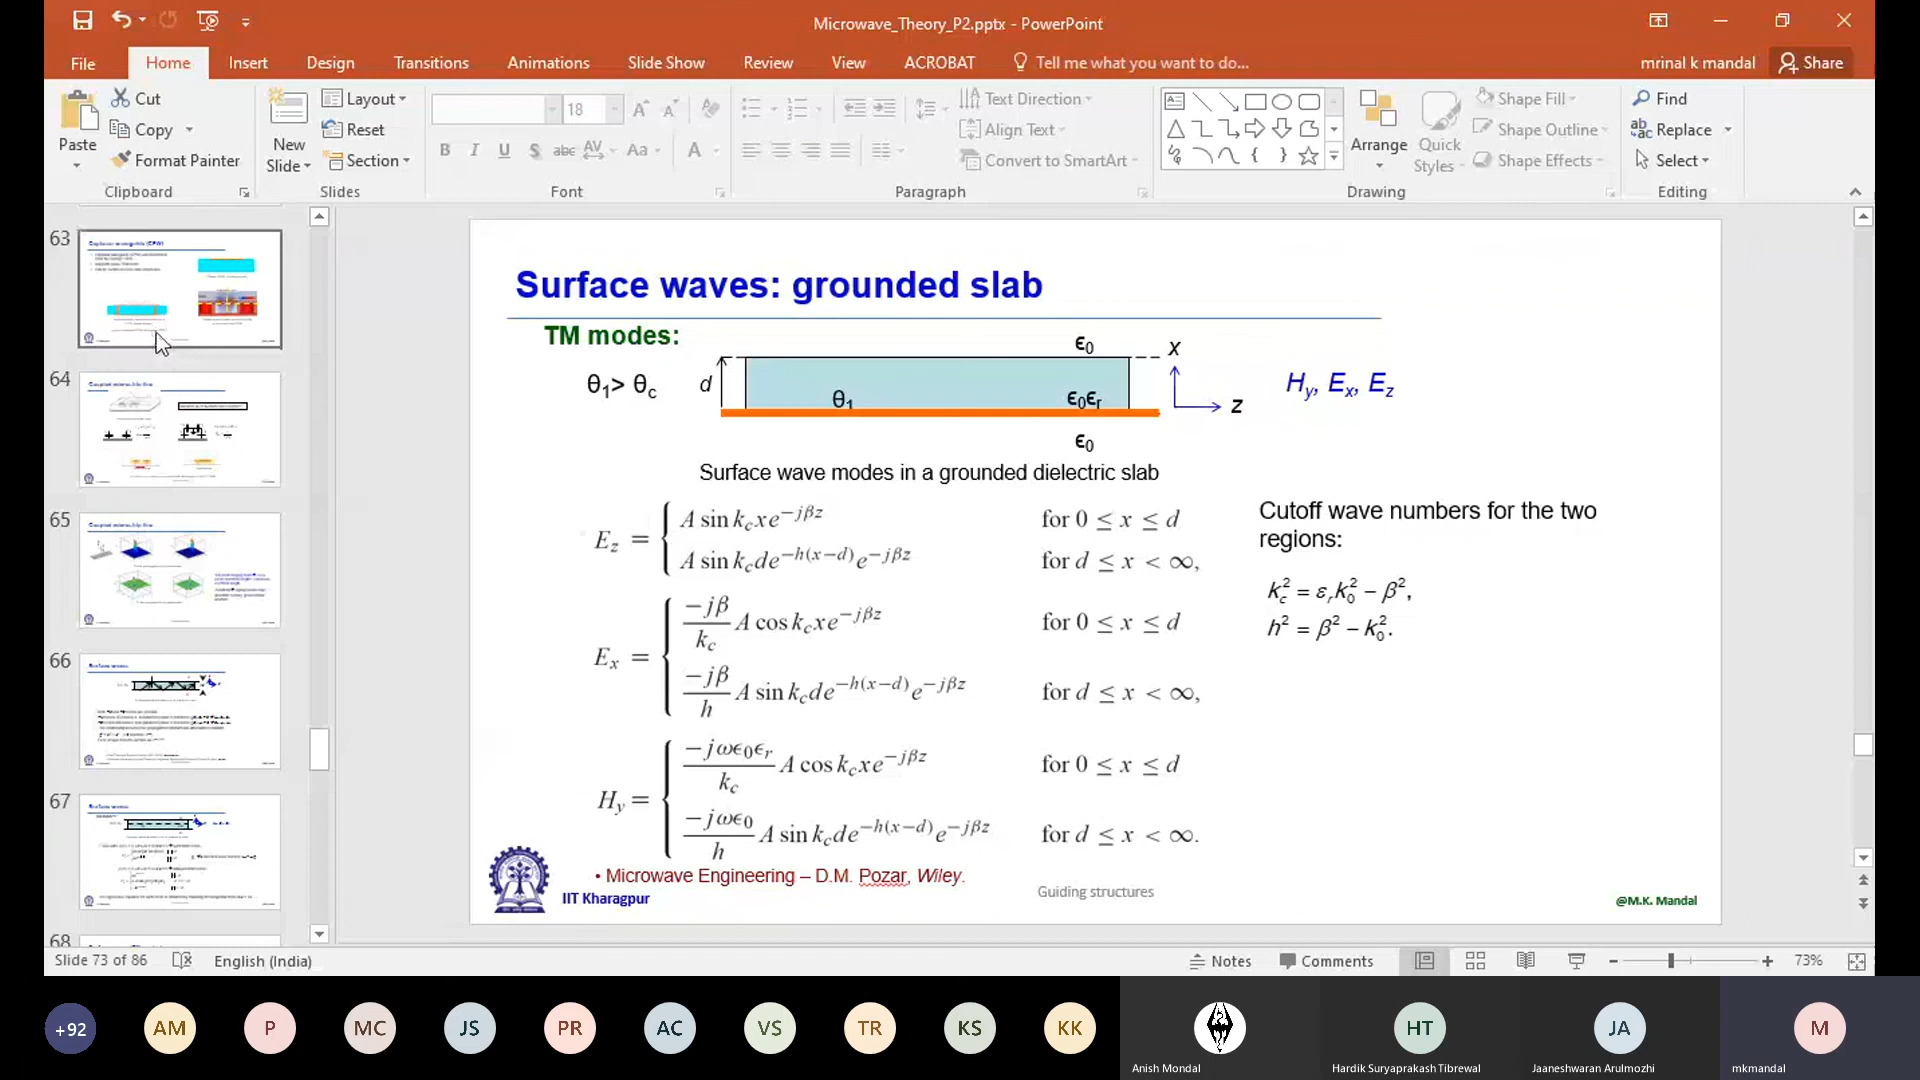 Microwave_Theory_P2.pptx - PowerPoint
File Home Insert Design Transitions Animations Slide Show Review View ACROBAT Tell me what you want to do... mrinal k mandal Share
Paste
Cut
Copy
Format Painter
Clipboard
New Slide
Layout
Reset
Section
Slides
18
B I U S abc AV Aa A
Font
Text Direction
Align Text
Convert to SmartArt
Paragraph
Arrange
Quick Styles
Shape Fill
Shape Outline
Shape Effects
Drawing
Find
Replace
Select
Editing
63
64
65
66
67
68
Surface waves: grounded slab
TM modes:
θ1> θc
d
θ1
ϵ0
ϵ0ϵr
ϵ0
x
z
Hy, Ex, Ez
Surface wave modes in a grounded dielectric slab
Ez = { A sin kcxe^−jβz for 0 ≤ x ≤ d
A sin kcde^−h(x−d)e^−jβz for d ≤ x < ∞,
Ex = { −jβ/kc A cos kcxe^−jβz for 0 ≤ x ≤ d
−jβ/h A sin kcde^−h(x−d)e^−jβz for d ≤ x < ∞,
Hy = { −jωϵ0ϵr/kc A cos kcxe^−jβz for 0 ≤ x ≤ d
−jωϵ0/h A sin kcde^−h(x−d)e^−jβz for d ≤ x < ∞.
Cutoff wave numbers for the two
regions:
kc² = εrk0² − β²,
h² = β² − k0².
• Microwave Engineering – D.M. Pozar, Wiley.
IIT Kharagpur
Guiding structures
@M.K. Mandal
Slide 73 of 86 English (India) Notes Comments 73%
+92 AM P MC JS PR AC VS TR KS KK HT JA M
Anish Mondal Hardik Suryaprakash Tibrewal Jaaneshwaran Arulmozhi mkmandal